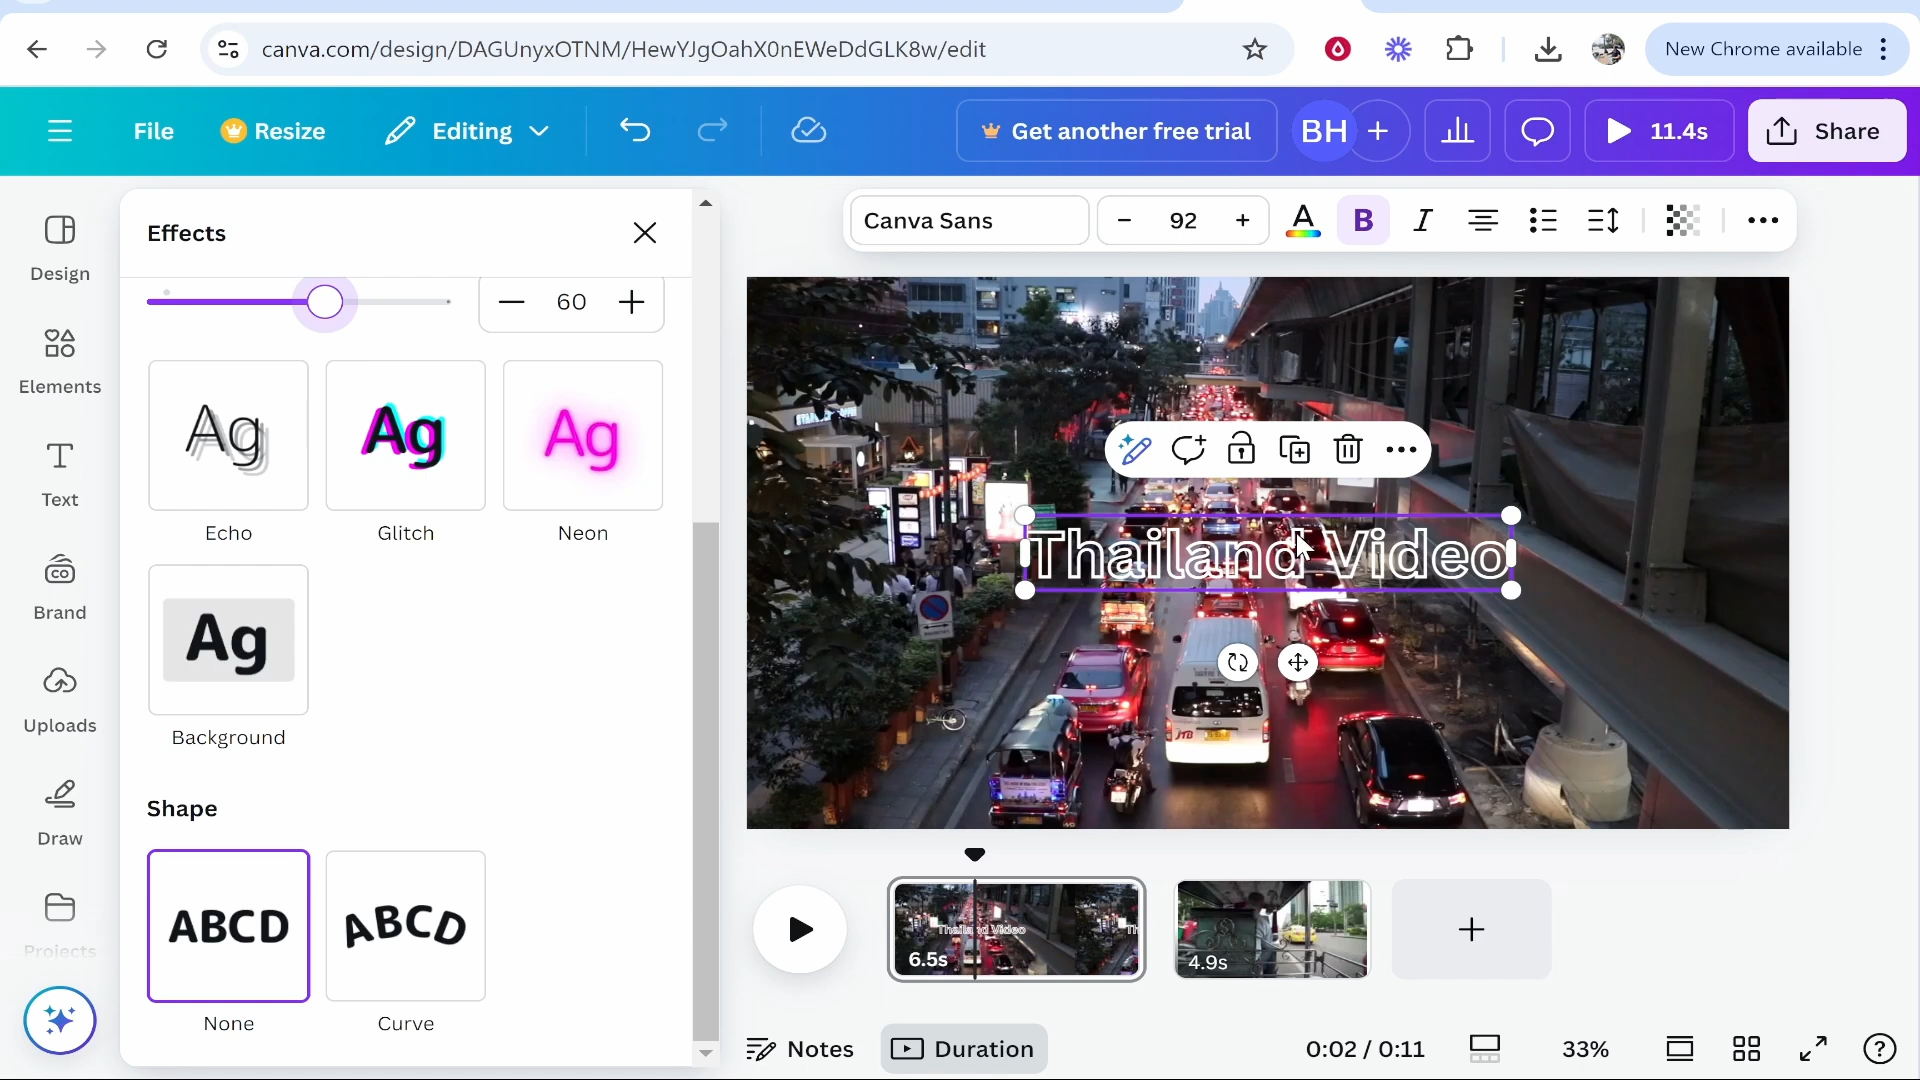 canva.com/design/DAGUnyxOTNM/HewYJgOahX0nEWeDdGLK8w/edit
New Chrome available
File
Resize
Editing
Get another free trial
BH
11.4s
Share
Design
Elements
Text
Brand
Uploads
Draw
Projects
Effects
60
Ag
Ag
Ag
Echo
Glitch
Neon
Ag
Background
Shape
ABCD
ABCD
None
Curve
Canva Sans
92
A
B
I
Thailand Video
JTB
Thailand Video
6.5s
4.9s
Notes
Duration
0:02 / 0:11
33%